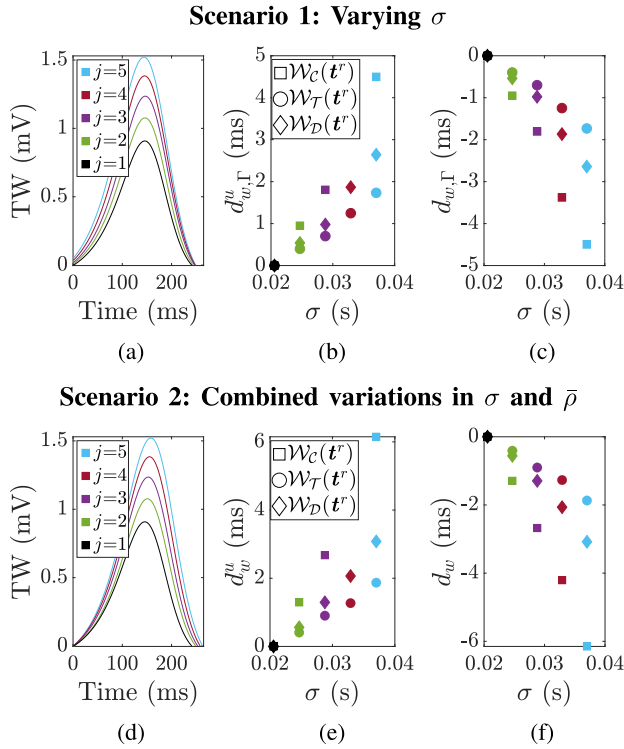 Scenario 1: Varying σ
TW (mV)
1.5
1
0.5
0
j=5
j=4
j=3
j=2
j=1
0 100 200
Time (ms)
(a)
d^u_{w,Γ} (ms)
5
4
3
2
1
0
W_C(t^r)
W_T(t^r)
W_D(t^r)
0.02 0.03 0.04
σ (s)
(b)
d_{w,Γ} (ms)
0
-1
-2
-3
-4
-5
0.02 0.03 0.04
σ (s)
(c)
Scenario 2: Combined variations in σ and ρ̄
TW (mV)
1.5
1
0.5
0
j=5
j=4
j=3
j=2
j=1
0 100 200
Time (ms)
(d)
d^u_w (ms)
6
4
2
0
W_C(t^r)
W_T(t^r)
W_D(t^r)
0.02 0.03 0.04
σ (s)
(e)
d_w (ms)
0
-2
-4
-6
0.02 0.03 0.04
σ (s)
(f)